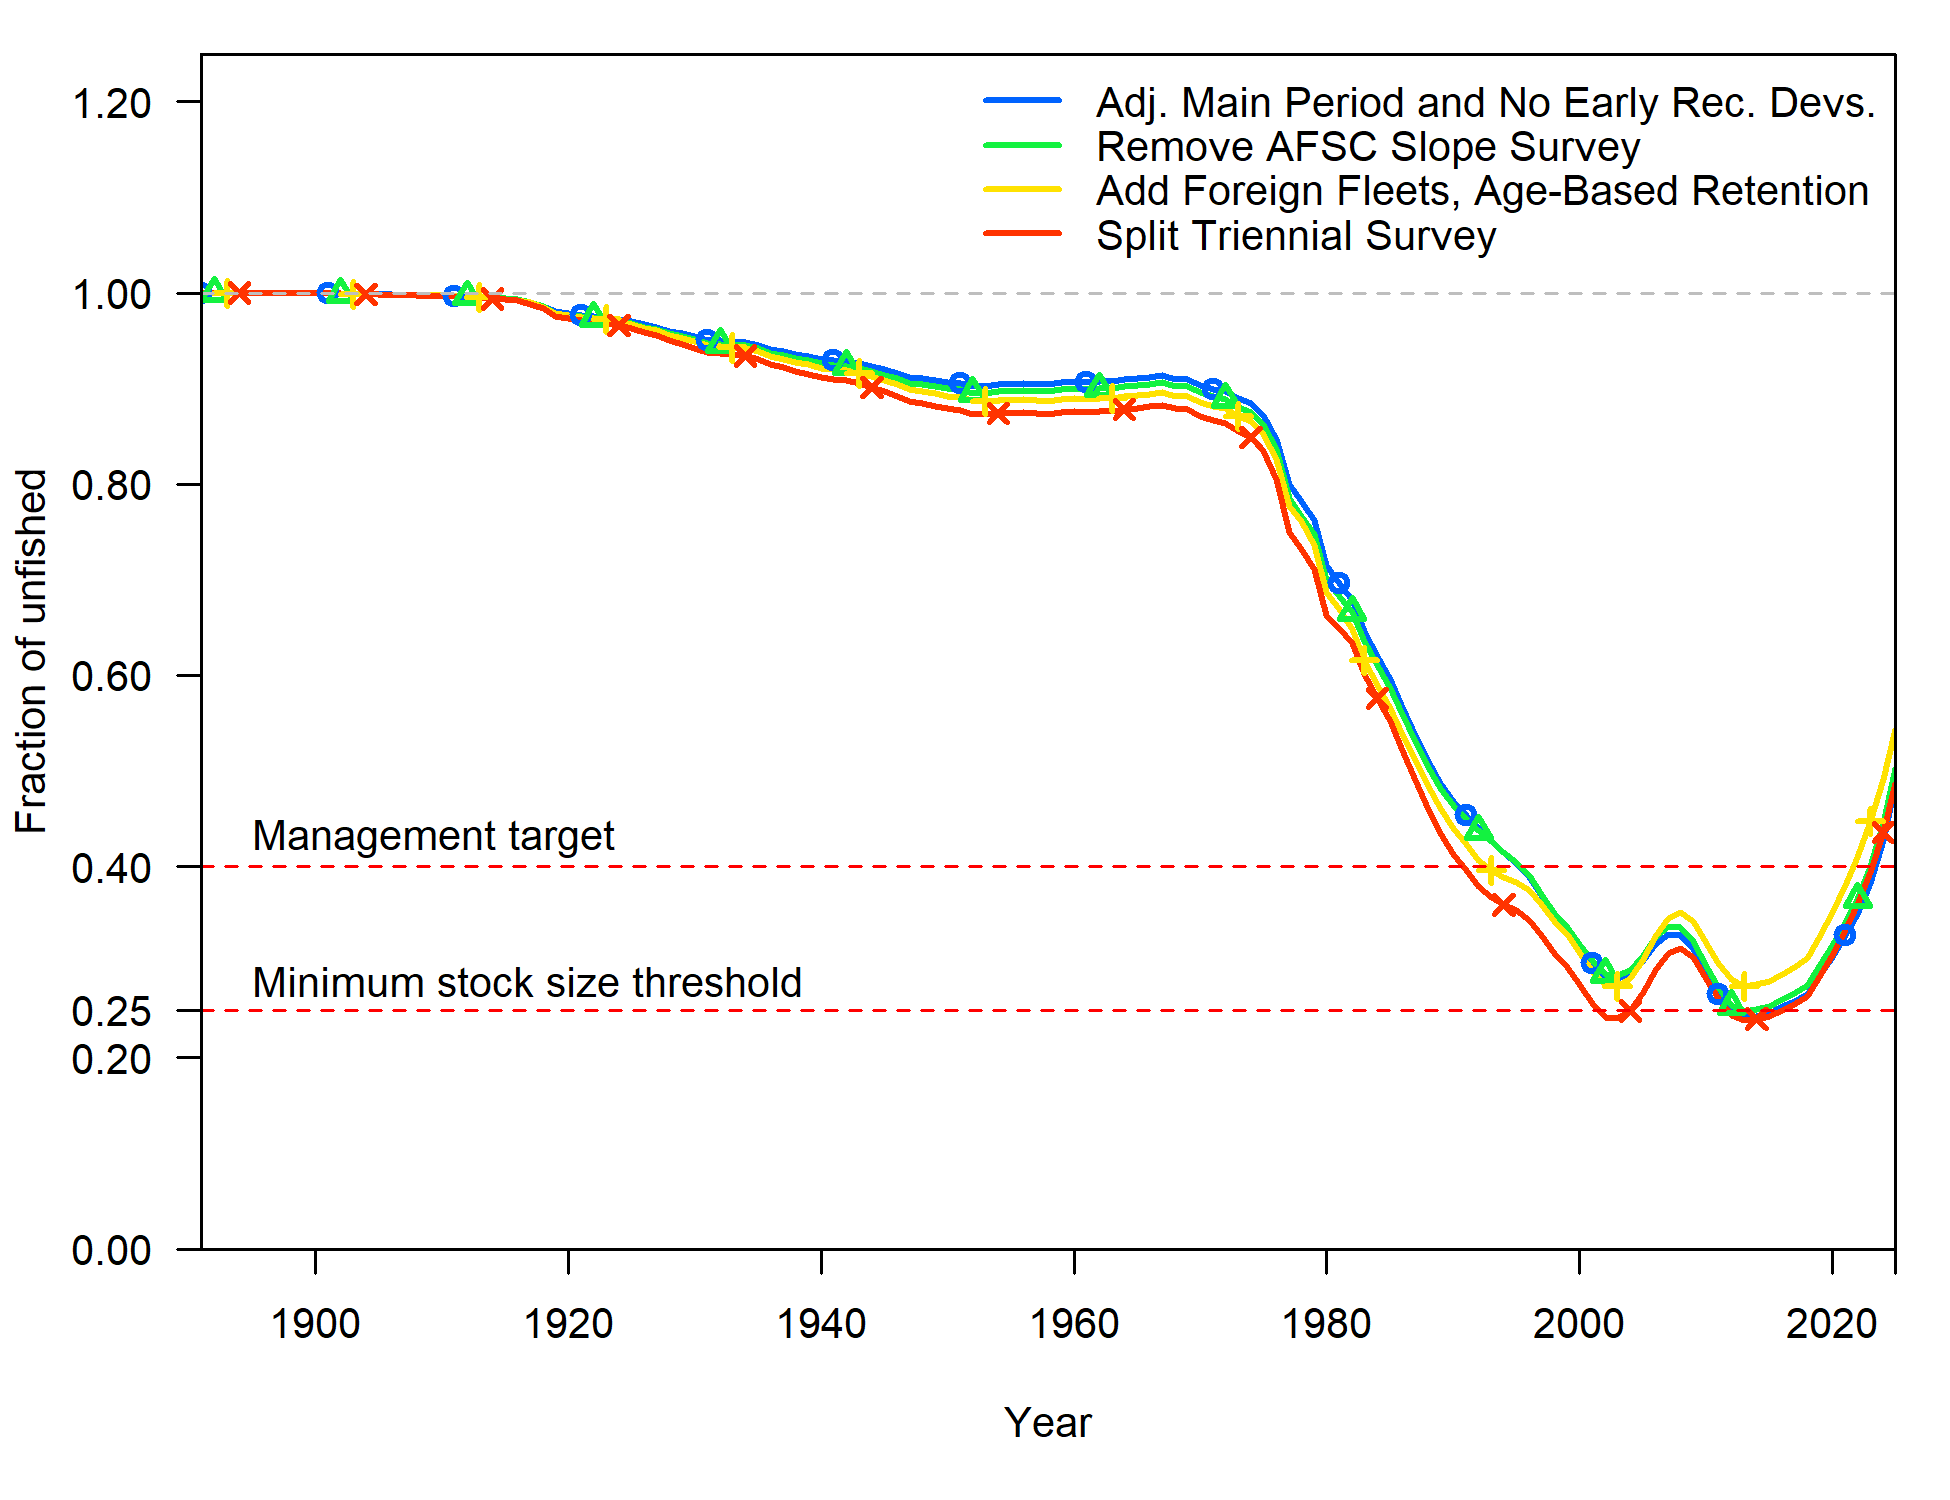 Adj. Main Period and No Early Rec. Devs.
Remove AFSC Slope Survey
Add Foreign Fleets, Age-Based Retention
Split Triennial Survey
1.20
1.00
0.80
0.60
0.40
0.25
0.20
0.00
Fraction of unfished
Management target
Minimum stock size threshold
1900
1920
1940
1960
1980
2000
2020
Year